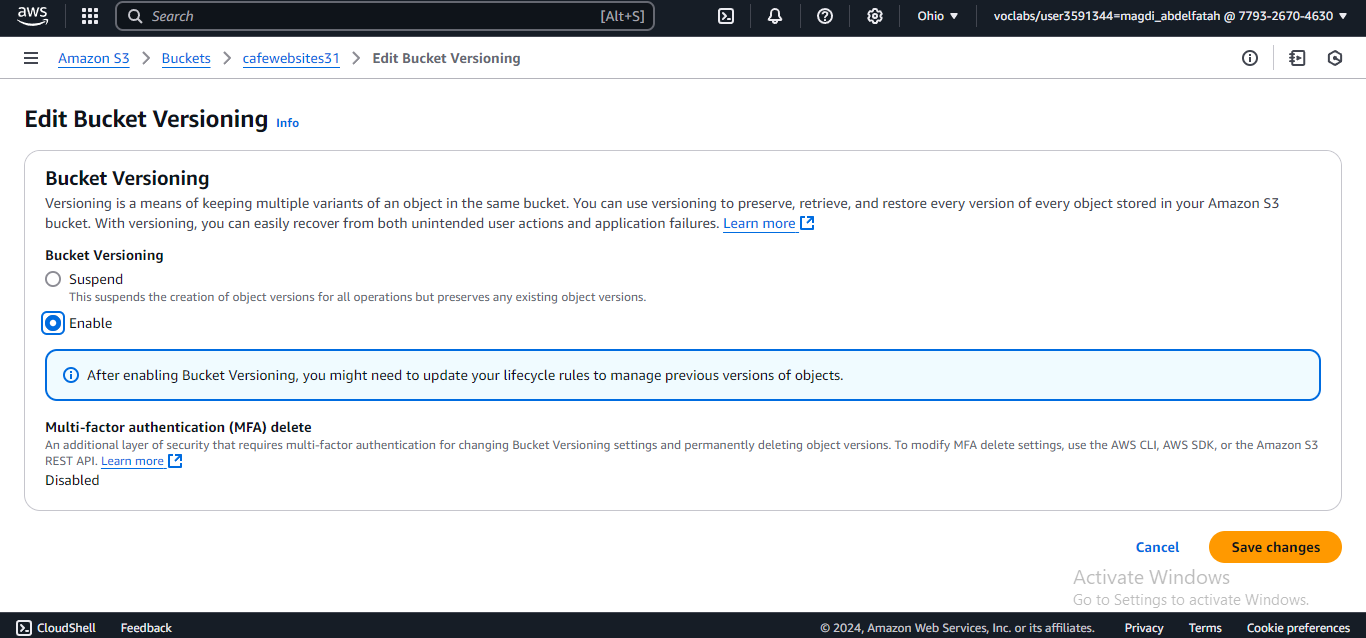 aws
Search [Alt+S]
Ohio
voclabs/user3591344=magdi_abdelfatah @ 7793-2670-4630
Amazon S3 > Buckets > cafewebsites31 > Edit Bucket Versioning
Edit Bucket Versioning Info
Bucket Versioning
Versioning is a means of keeping multiple variants of an object in the same bucket. You can use versioning to preserve, retrieve, and restore every version of every object stored in your Amazon S3
bucket. With versioning, you can easily recover from both unintended user actions and application failures. Learn more
Bucket Versioning
Suspend
This suspends the creation of object versions for all operations but preserves any existing object versions.
Enable
After enabling Bucket Versioning, you might need to update your lifecycle rules to manage previous versions of objects.
Multi-factor authentication (MFA) delete
An additional layer of security that requires multi-factor authentication for changing Bucket Versioning settings and permanently deleting object versions. To modify MFA delete settings, use the AWS CLI, AWS SDK, or the Amazon S3
REST API. Learn more
Disabled
Cancel
Save changes
Activate Windows
Go to Settings to activate Windows.
CloudShell Feedback
© 2024, Amazon Web Services, Inc. or its affiliates. Privacy Terms Cookie preferences